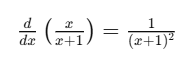 d/dx (x/(x+1)) = 1/(x+1)²